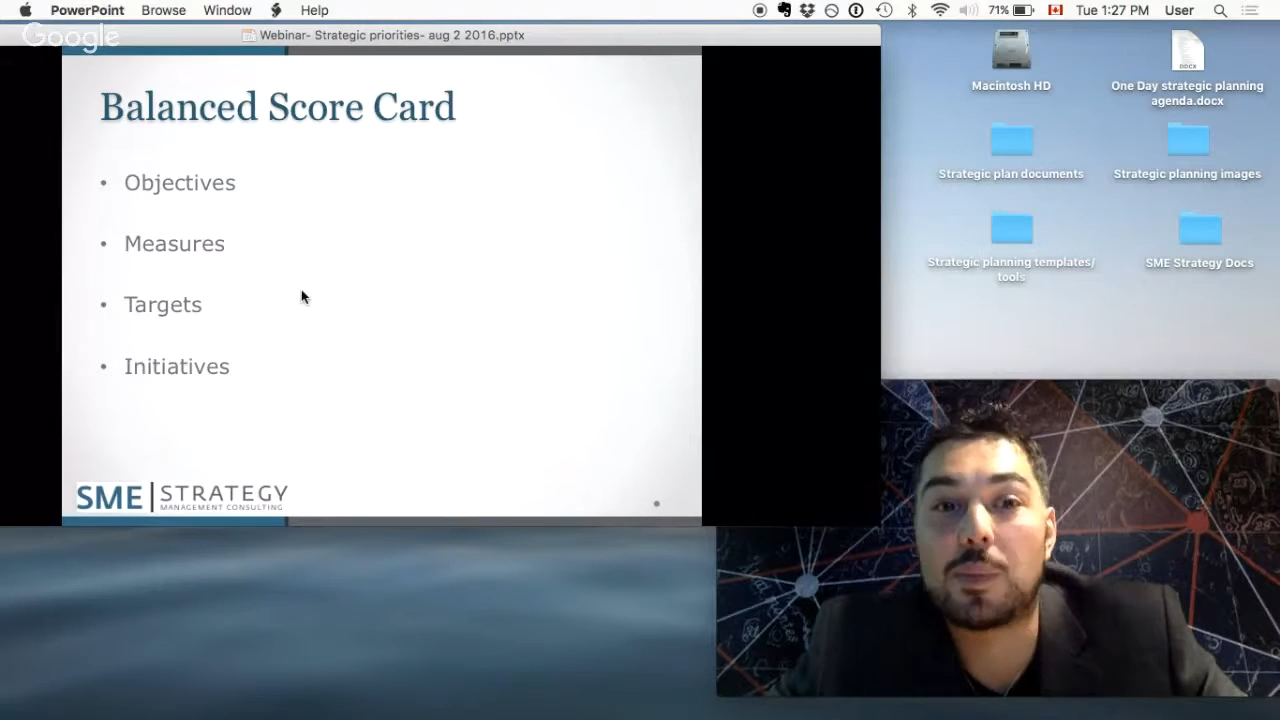 PowerPoint Browse Window Help
71% Tue 1:27 PM User
Google
Webinar- Strategic priorities- aug 2 2016.pptx
Balanced Score Card
• Objectives
• Measures
• Targets
• Initiatives
SME STRATEGY
MANAGEMENT CONSULTING
Macintosh HD
DOCX
One Day strategic planning
agenda.docx
Strategic plan documents
Strategic planning images
Strategic planning templates/
tools
SME Strategy Docs